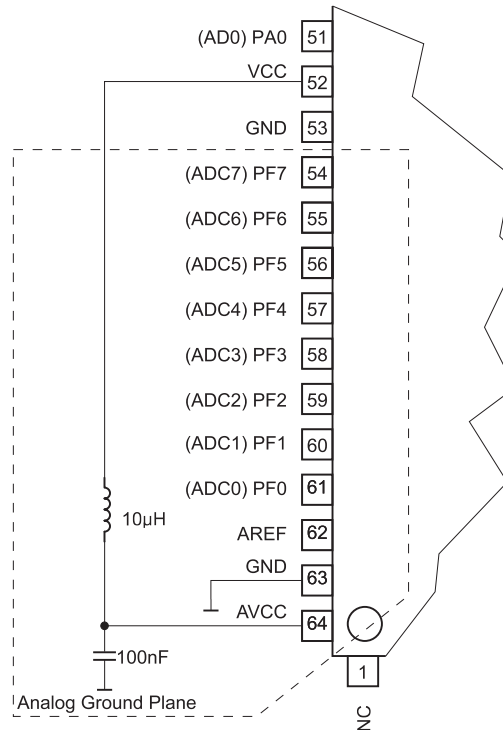 (AD0) PA0 51
VCC 52
GND 53
(ADC7) PF7 54
(ADC6) PF6 55
(ADC5) PF5 56
(ADC4) PF4 57
(ADC3) PF3 58
(ADC2) PF2 59
(ADC1) PF1 60
(ADC0) PF0 61
10µH
AREF 62
GND 63
AVCC 64
100nF
1
Analog Ground Plane
NC